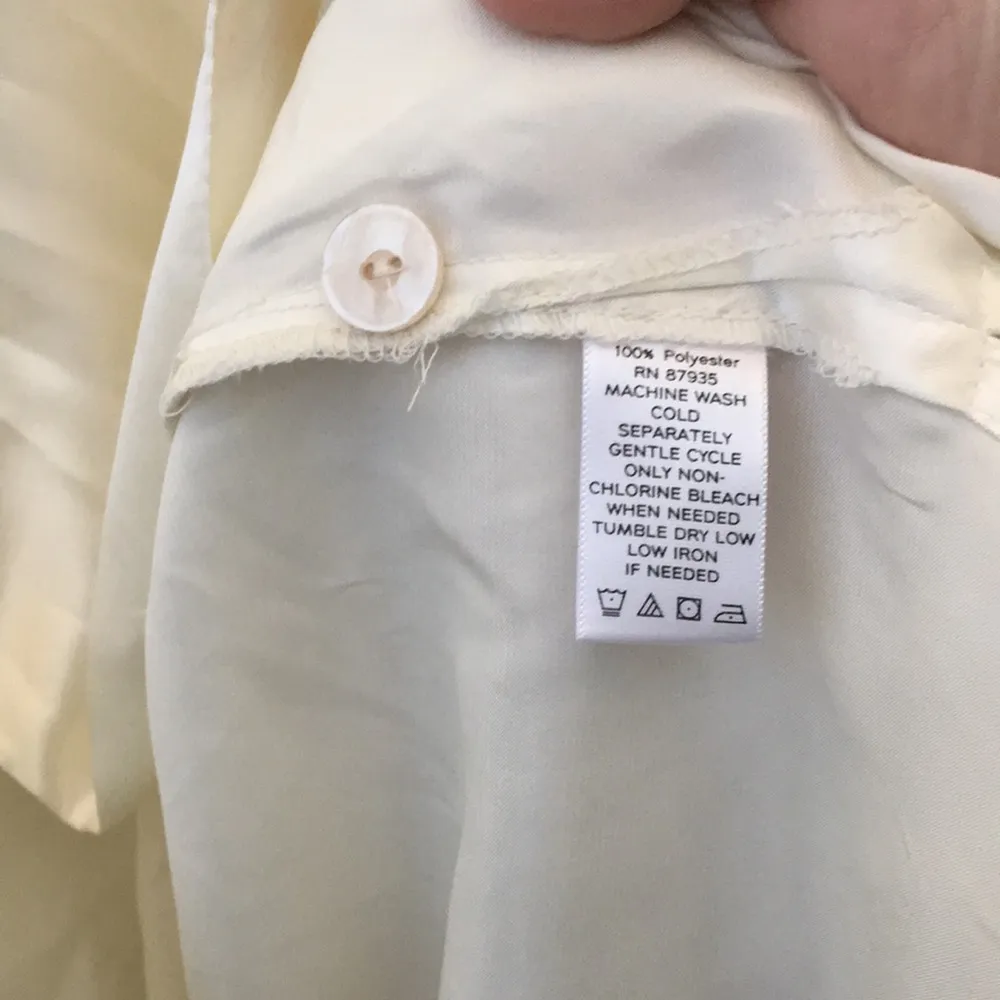 100% Polyester
RN 87935
MACHINE WASH
COLD
SEPARATELY
GENTLE CYCLE
ONLY NON-
CHLORINE BLEACH
WHEN NEEDED
TUMBLE DRY LOW
LOW IRON
IF NEEDED